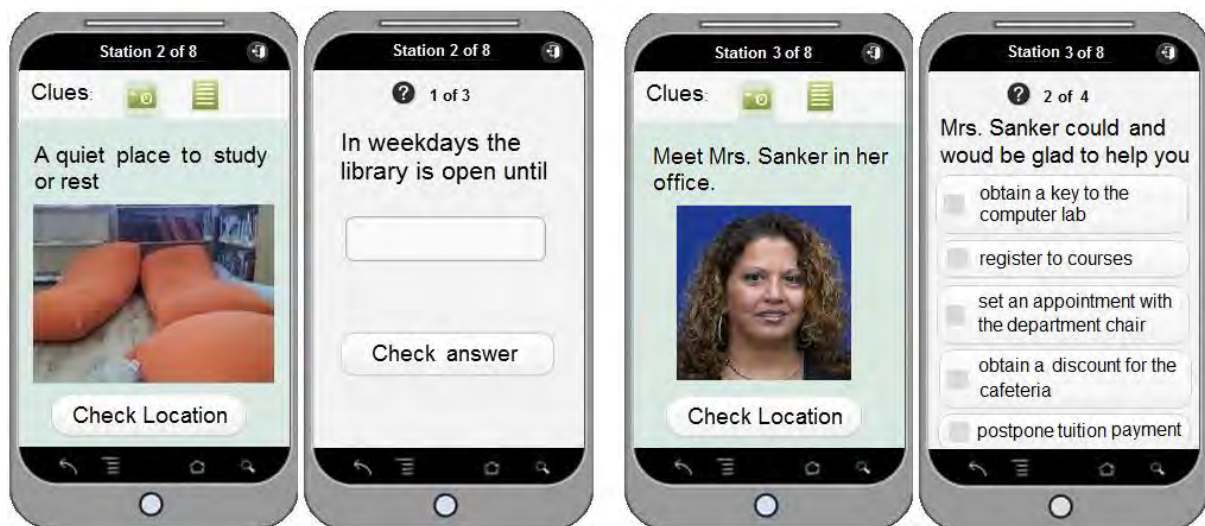 Station 2 of 8
Clues:
A quiet place to study
or rest
Check Location
Station 2 of 8
? 1 of 3
In weekdays the
library is open until
Check answer
Station 3 of 8
Clues:
Meet Mrs. Sanker in her
office.
Check Location
Station 3 of 8
? 2 of 4
Mrs. Sanker could and
woud be glad to help you
obtain a key to the
computer lab
register to courses
set an appointment with
the department chair
obtain a discount for the
cafeteria
postpone tuition payment